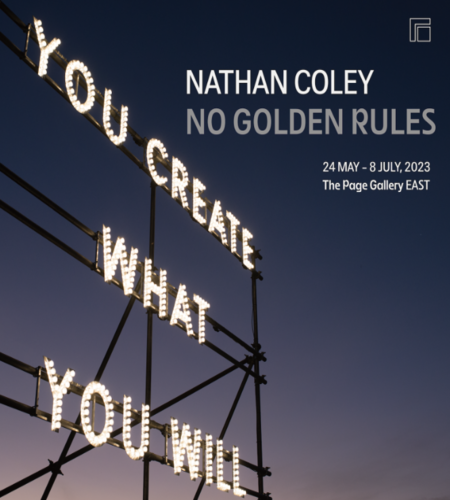 NATHAN COLEY
NO GOLDEN RULES
24 MAY - 8 JULY, 2023
The Page Gallery EAST
YOU CREATE
WHAT
YOU WILL